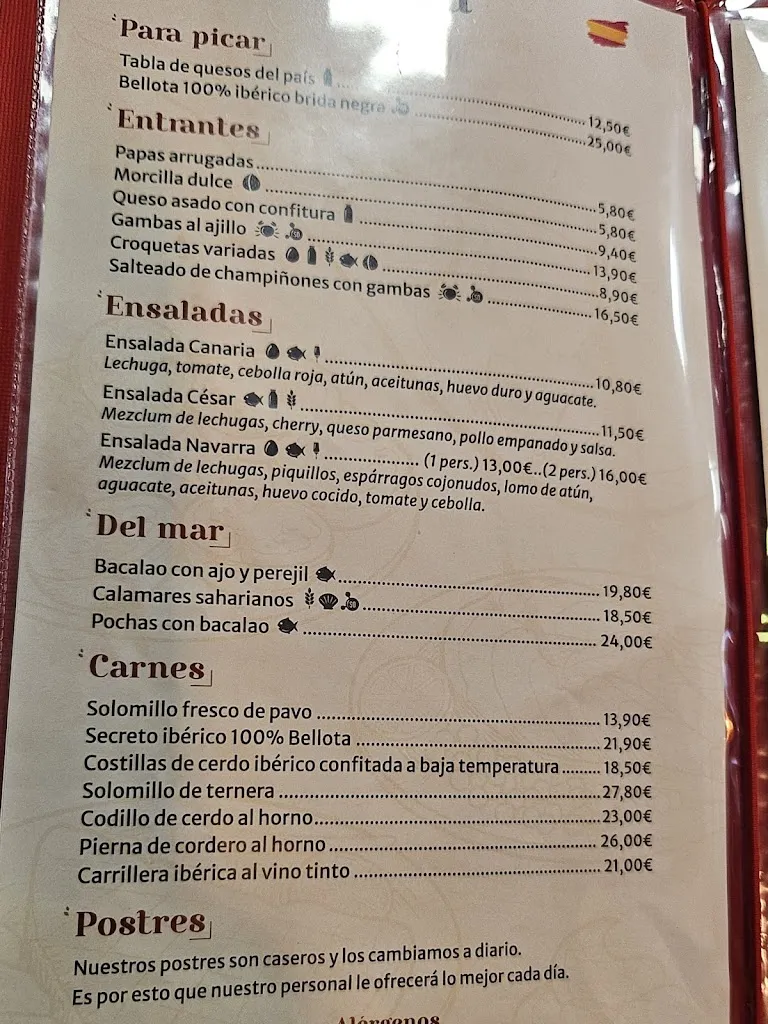 Para picar
Tabla de quesos del país ........ 12,50€
Bellota 100% ibérico brida negra ........ 25,00€
Entrantes
Papas arrugadas ........ 5,80€
Morcilla dulce ........ 5,80€
Queso asado con confitura ........ 9,40€
Gambas al ajillo ........ 13,90€
Croquetas variadas ........ 8,90€
Salteado de champiñones con gambas ........ 16,50€
Ensaladas
Ensalada Canaria ........ 10,80€
Lechuga, tomate, cebolla roja, atún, aceitunas, huevo duro y aguacate.
Ensalada César ........ 11,50€
Mezclum de lechugas, cherry, queso parmesano, pollo empanado y salsa.
Ensalada Navarra ........ (1 pers.) 13,00€..(2 pers.) 16,00€
Mezclum de lechugas, piquillos, espárragos cojonudos, lomo de atún,
aguacate, aceitunas, huevo cocido, tomate y cebolla.
Del mar
Bacalao con ajo y perejil ........ 19,80€
Calamares saharianos ........ 18,50€
Pochas con bacalao ........ 24,00€
Carnes
Solomillo fresco de pavo ........ 13,90€
Secreto ibérico 100% Bellota ........ 21,90€
Costillas de cerdo ibérico confitada a baja temperatura ........ 18,50€
Solomillo de ternera ........ 27,80€
Codillo de cerdo al horno ........ 23,00€
Pierna de cordero al horno ........ 26,00€
Carrillera ibérica al vino tinto ........ 21,00€
Postres
Nuestros postres son caseros y los cambiamos a diario.
Es por esto que nuestro personal le ofrecerá lo mejor cada día.
Alérgenos